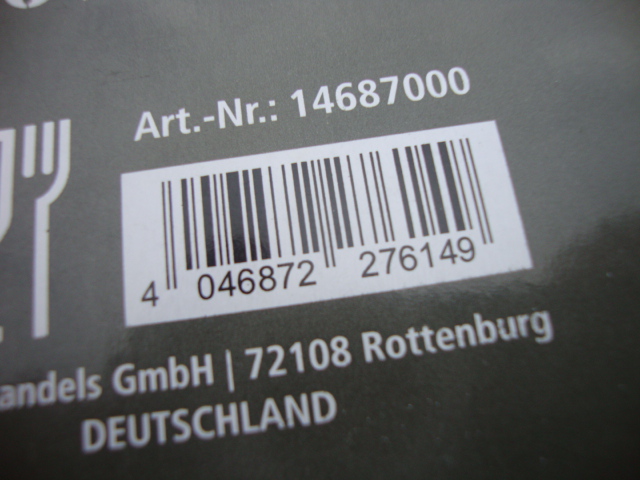 Art.-Nr.: 14687000
4 046872 276149
andels GmbH | 72108 Rottenburg
DEUTSCHLAND